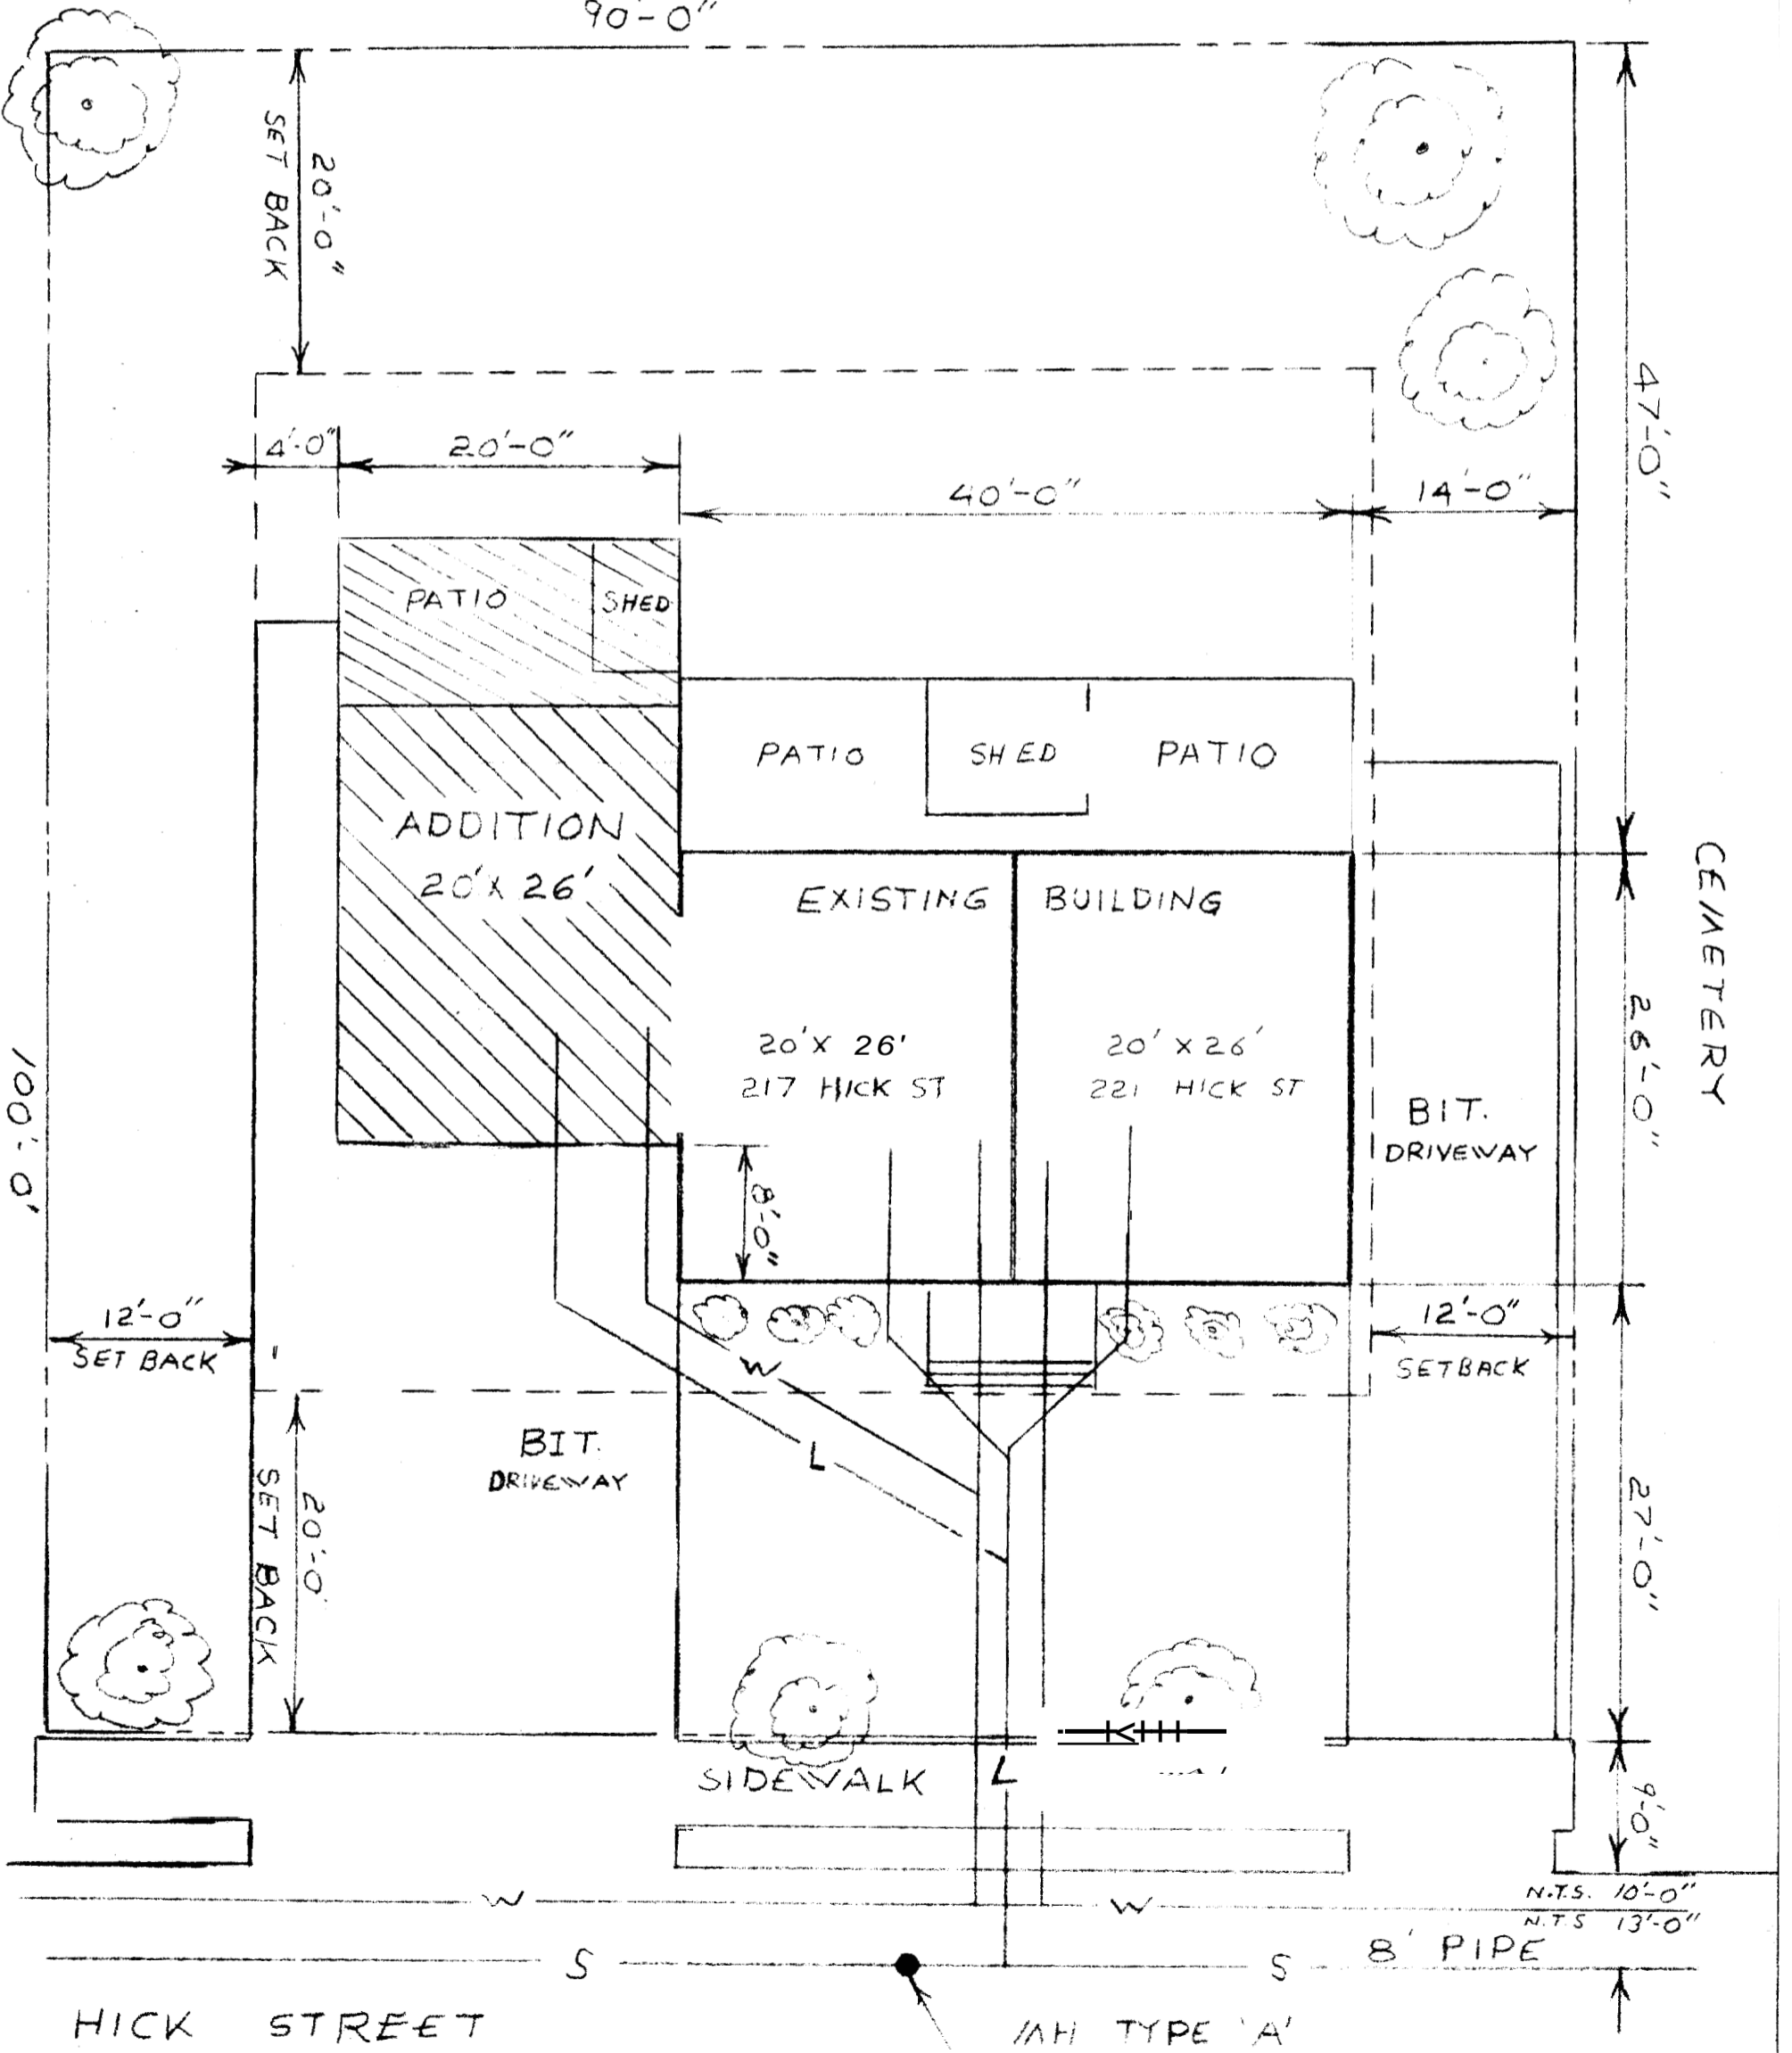 90'-0"
20'-0"
SET BACK
47'-0"
4'-0"
20'-0"
40'-0"
14'-0"
PATIO
SHED
PATIO
SHED
PATIO
ADDITION
20'X 26'
EXISTING BUILDING
CEMETERY
26'-0"
20'X 26'
217 HICK ST
20' X 26'
221 HICK ST
BIT.
DRIVEWAY
100'-0'
8'-0"
12'-0"
SET BACK
12'-0"
SETBACK
W
L
BIT.
DRIVEWAY
20'-0
SET BACK
27'-0"
SIDEWALK
L
9'-0"
W
W
N.T.S. 10'-0"
N.T.S 13'-0"
S
S
8' PIPE
HICK STREET
MH TYPE 'A'